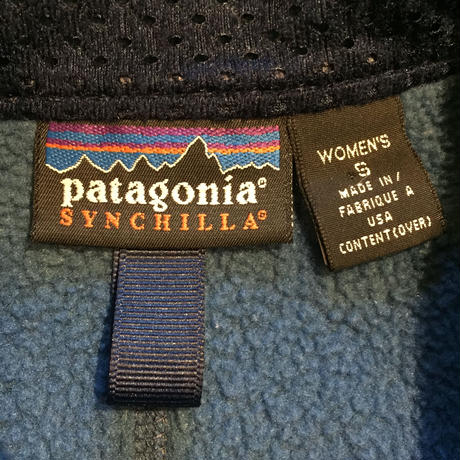 patagonia®
SYNCHILLA®
WOMEN'S
S
MADE IN /
FABRIQUE A
USA
CONTENT (OVER)